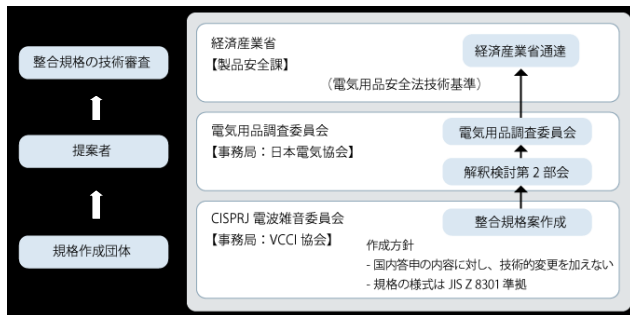 整合規格の技術審査
提案者
規格作成団体
経済産業省
【製品安全課】
経済産業省通達
（電気用品安全法技術基準）
電気用品調査委員会
【事務局：日本電気協会】
電気用品調査委員会
解釈検討第２部会
CISPRJ 電波雑音委員会
【事務局：VCCI 協会】
整合規格案作成
作成方針
- 国内答申の内容に対し、技術的変更を加えない
- 規格の様式は JIS Z 8301 準拠